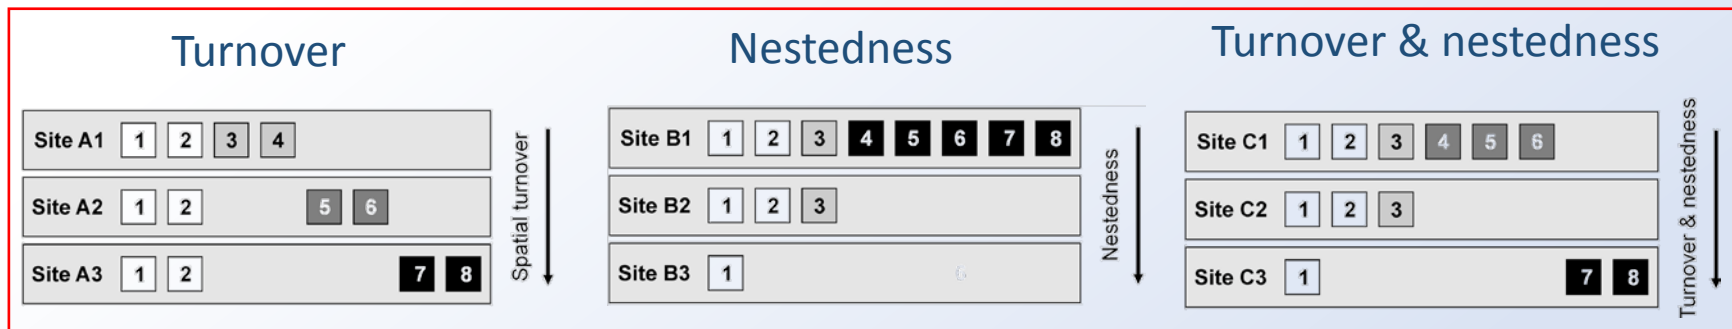 Turnover
Site A1 1 2 3 4
Site A2 1 2 5 6
Site A3 1 2 7 8
Spatial turnover
Nestedness
Site B1 1 2 3 4 5 6 7 8
Site B2 1 2 3
Site B3 1
Nestedness
Turnover & nestedness
Site C1 1 2 3 4 5 6
Site C2 1 2 3
Site C3 1 7 8
Turnover & nestedness